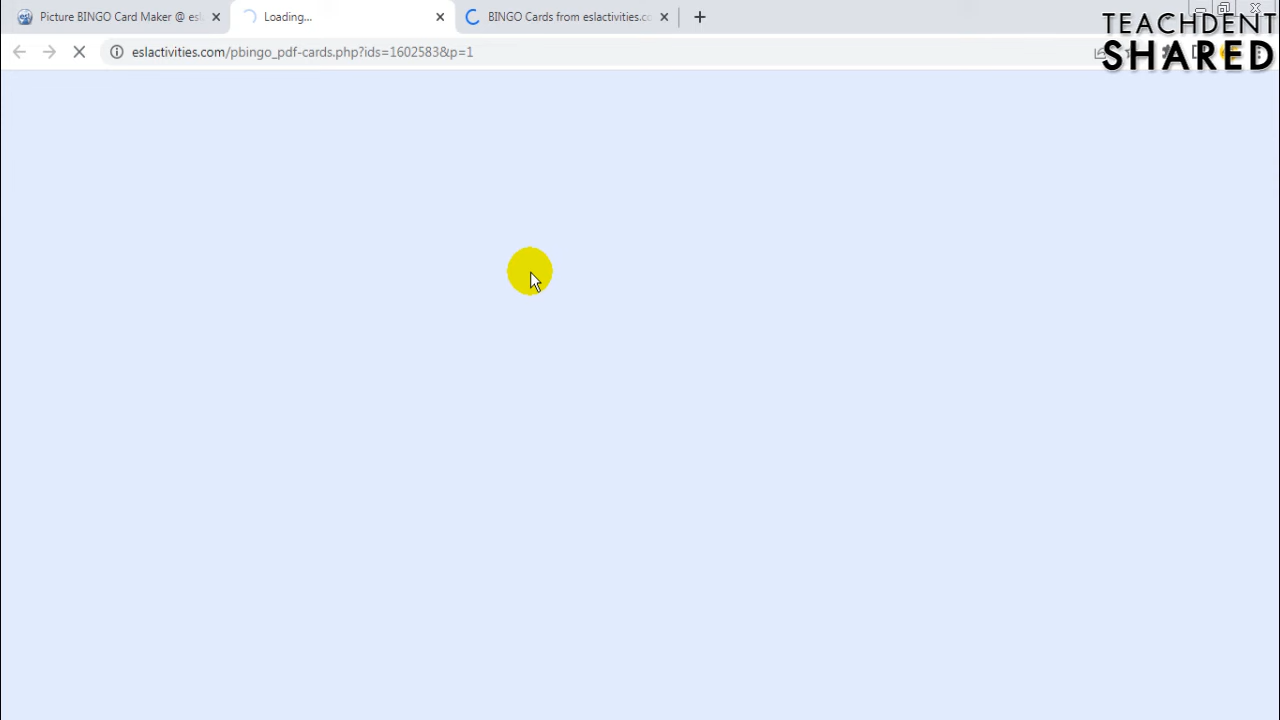 Picture BINGO Card Maker @ esl
Loading...
BINGO Cards from eslactivities.co
eslactivities.com/pbingo_pdf-cards.php?ids=1602583&p=1
TEACHDENT
SHARED